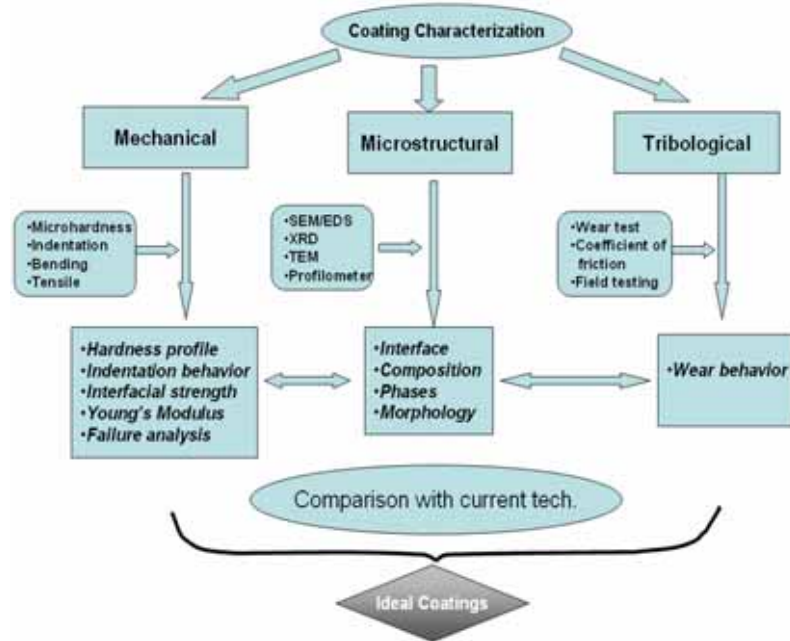 Coating Characterization
Mechanical
Microstructural
Tribological
•Microhardness
•Indentation
•Bending
•Tensile
•SEM/EDS
•XRD
•TEM
•Profilometer
•Wear test
•Coefficient of
friction
•Field testing
•Hardness profile
•Indentation behavior
•Interfacial strength
•Young's Modulus
•Failure analysis
•Interface
•Composition
•Phases
•Morphology
•Wear behavior
Comparison with current tech.
Ideal Coatings